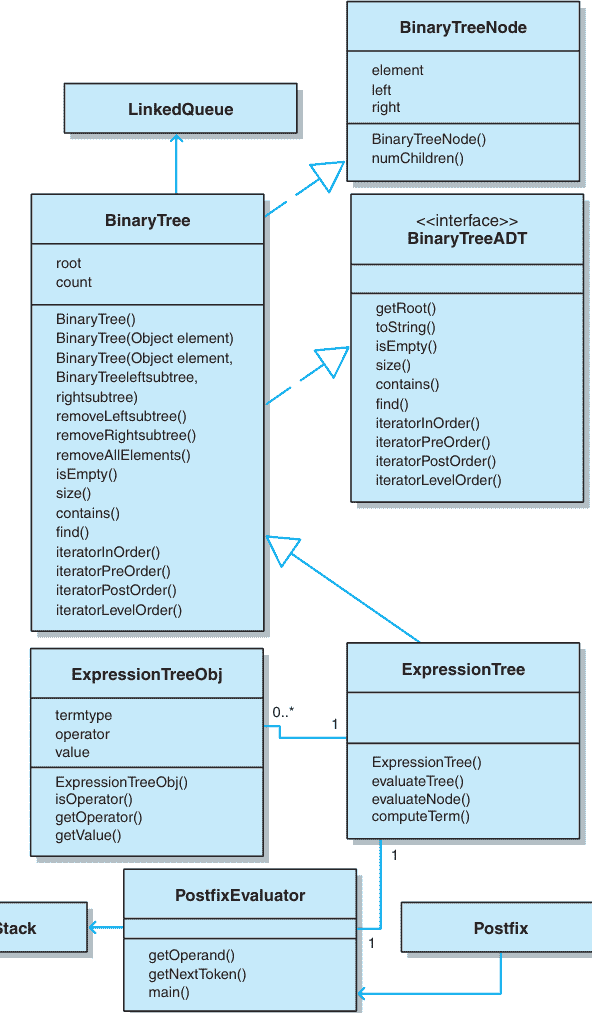 BinaryTreeNode
element
left
right
BinaryTreeNode()
numChildren()
LinkedQueue
BinaryTree
root
count
BinaryTree()
BinaryTree(Object element)
BinaryTree(Object element,
BinaryTreeleftsubtree,
rightsubtree)
removeLeftsubtree()
removeRightsubtree()
removeAllElements()
isEmpty()
size()
contains()
find()
iteratorInOrder()
iteratorPreOrder()
iteratorPostOrder()
iteratorLevelOrder()
<<interface>>
BinaryTreeADT
getRoot()
toString()
isEmpty()
size()
contains()
find()
iteratorInOrder()
iteratorPreOrder()
iteratorPostOrder()
iteratorLevelOrder()
ExpressionTreeObj
termtype
operator
value
ExpressionTreeObj()
isOperator()
getOperator()
getValue()
0..*
1
ExpressionTree
ExpressionTree()
evaluateTree()
evaluateNode()
computeTerm()
1
1
PostfixEvaluator
getOperand()
getNextToken()
main()
Stack
Postfix